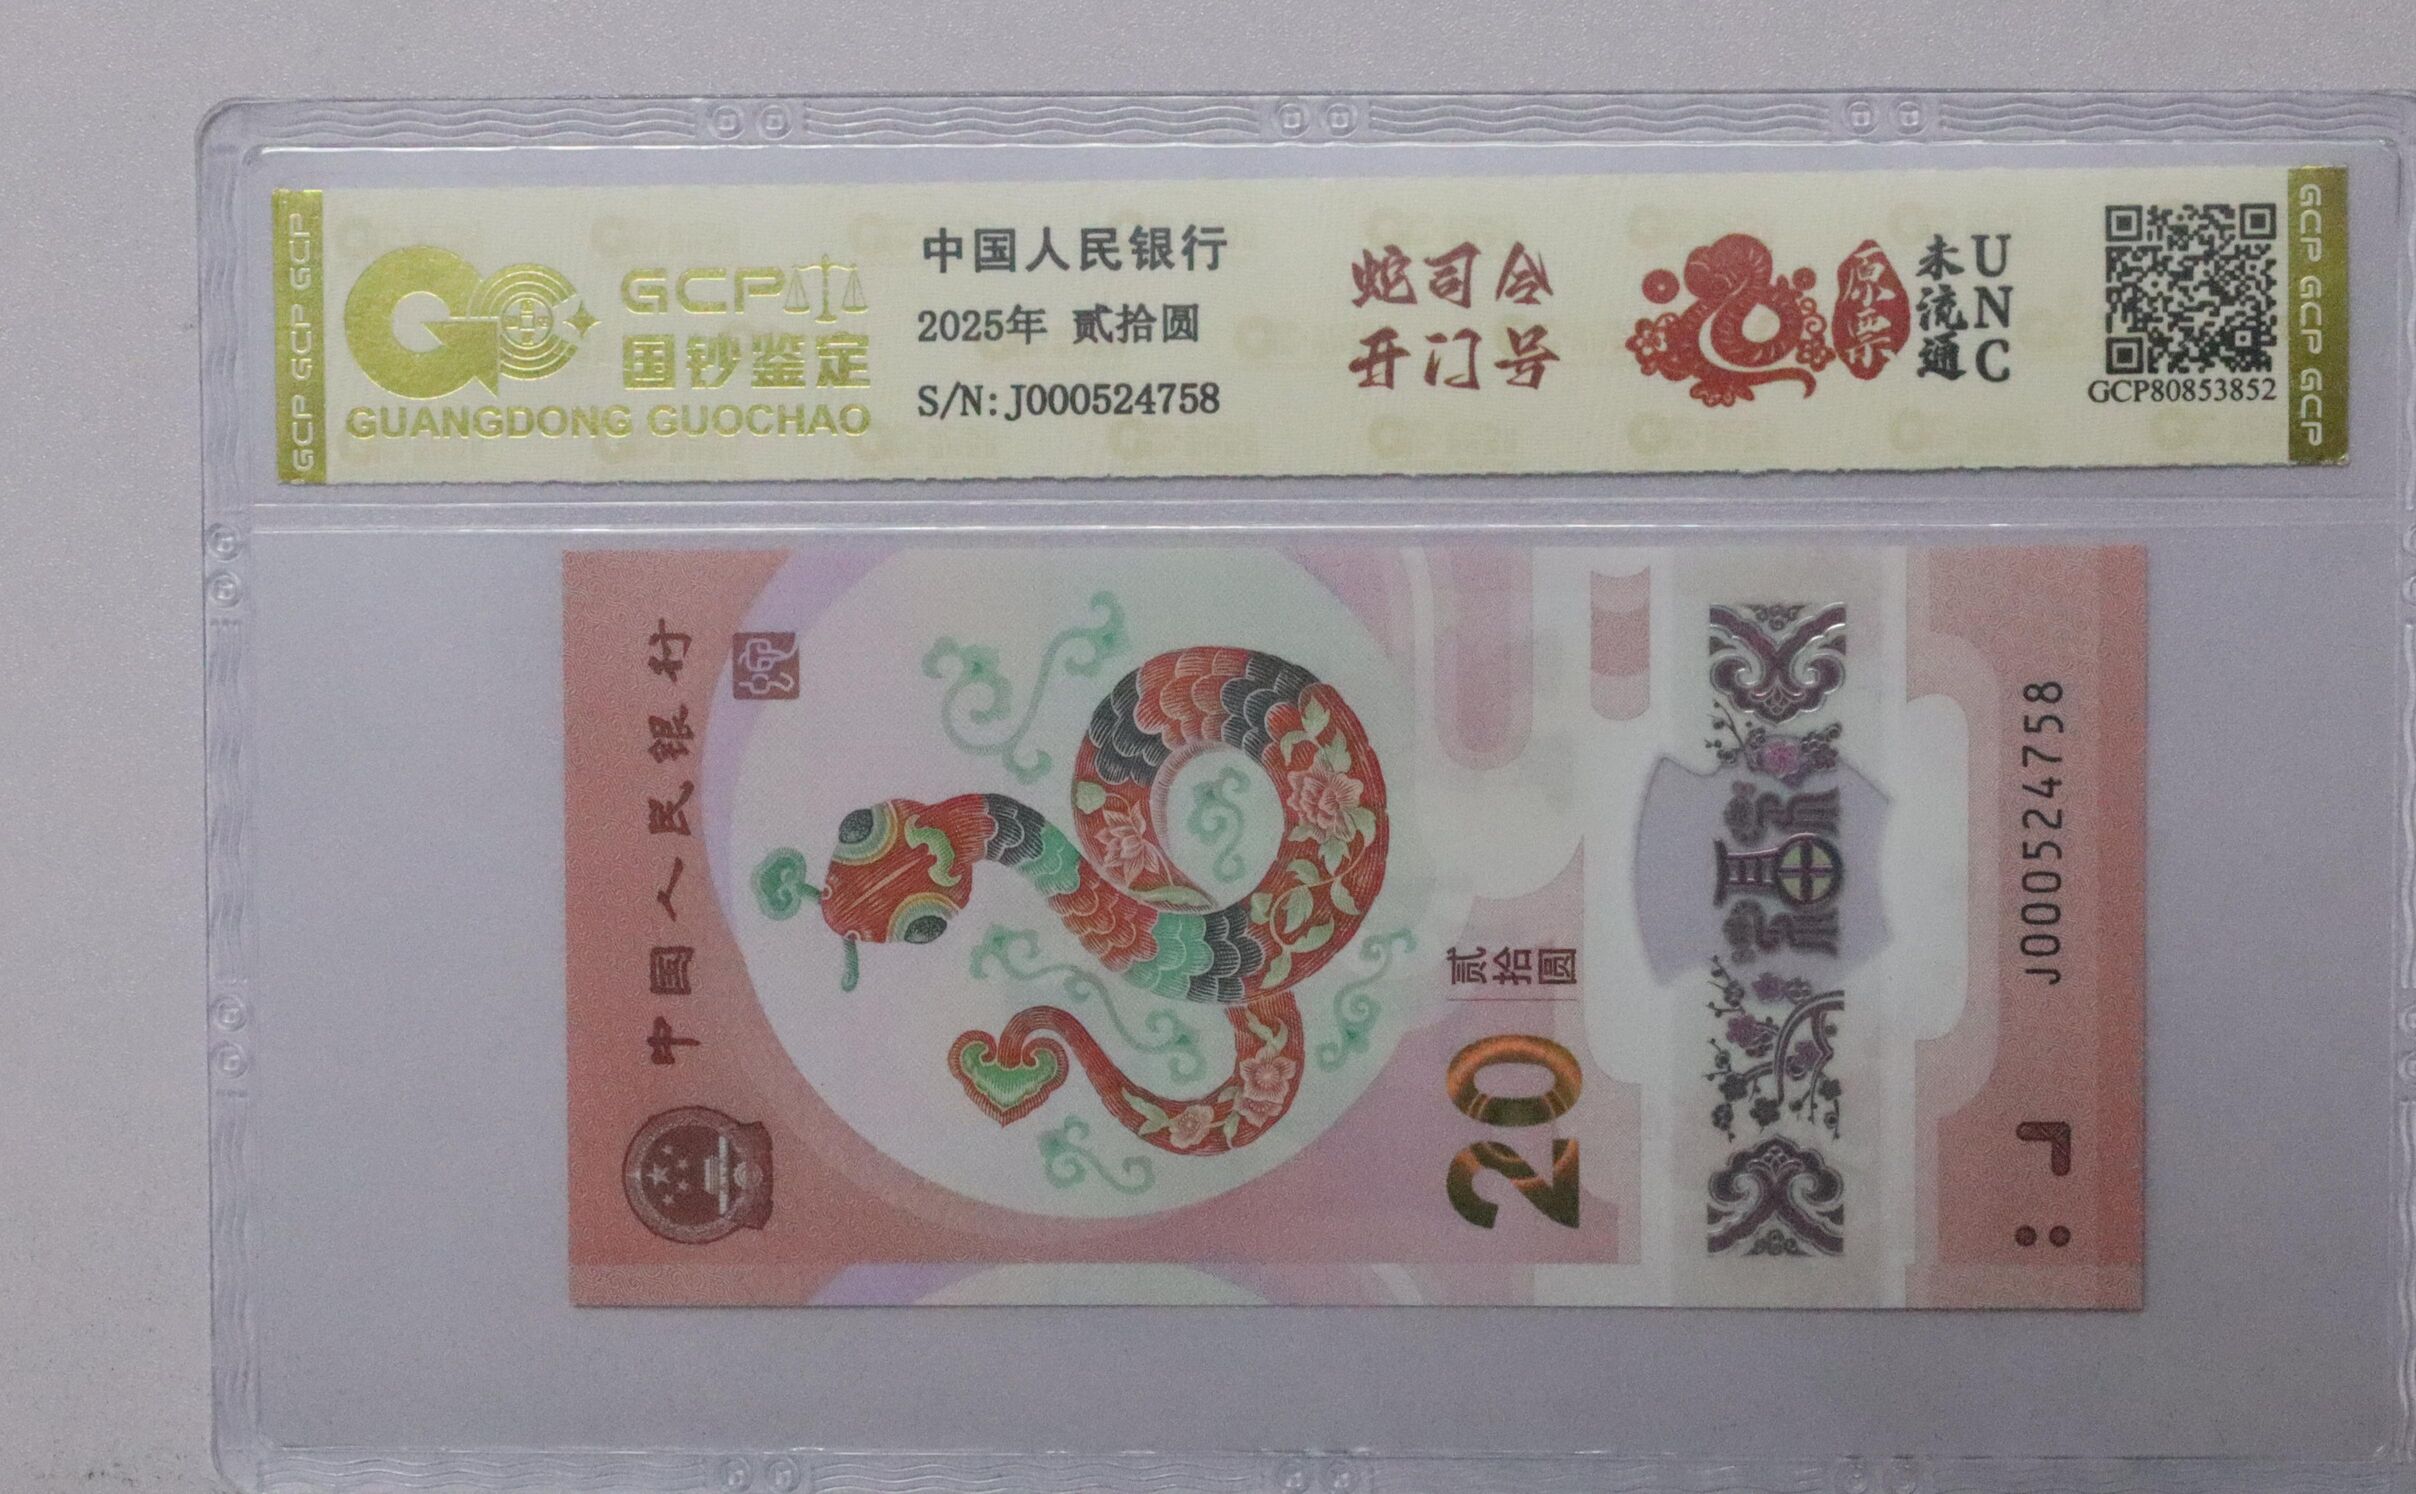 GCP GCP GCP
GCP
国钞鉴定
GUANGDONG GUOCHAO
中国人民银行
2025年 贰拾圆
S/N:J000524758
蛇司令
开门号
原票
未流通
UNC
GCP80853852
GCP GCP GCP
中国人民银行
蛇
贰拾圆
20
福
J000524758